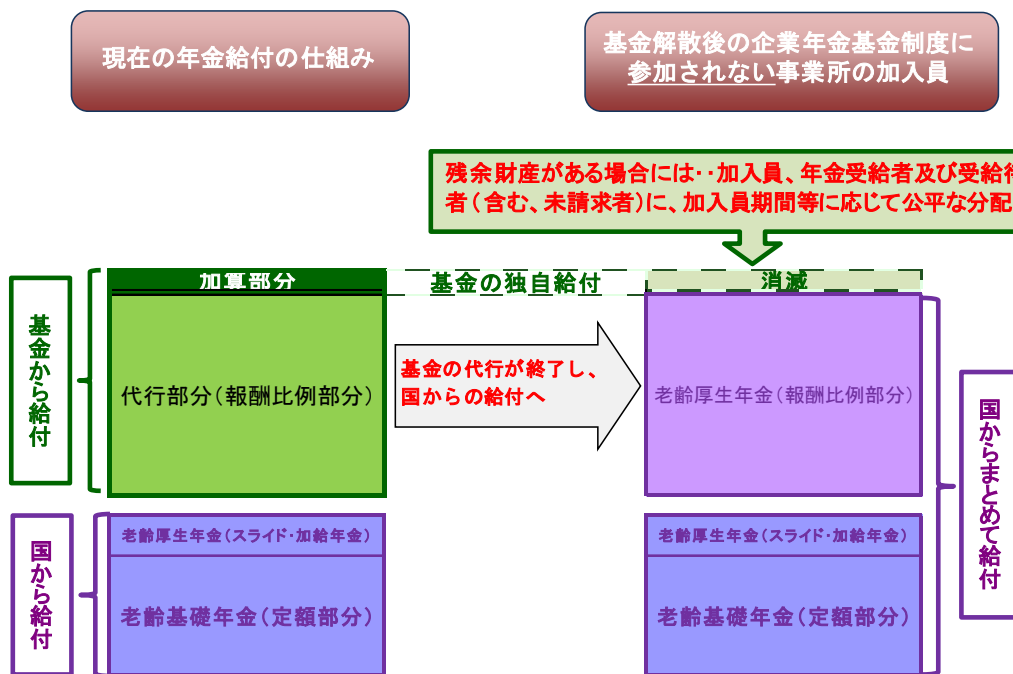 現在の年金給付の仕組み
基金解散後の企業年金基金制度に
参加されない事業所の加入員
残余財産がある場合には‥加入員、年金受給者及び受給
者(含む、未請求者)に、加入員期間等に応じて公平な分配
加算部分
基金の独自給付
消滅
基金から給付
代行部分(報酬比例部分)
基金の代行が終了し、
国からの給付へ
老齢厚生年金(報酬比例部分)
国からまとめて給付
国から給付
老齢厚生年金(スライド・加給年金)
老齢基礎年金(定額部分)
老齢厚生年金(スライド・加給年金)
老齢基礎年金(定額部分)